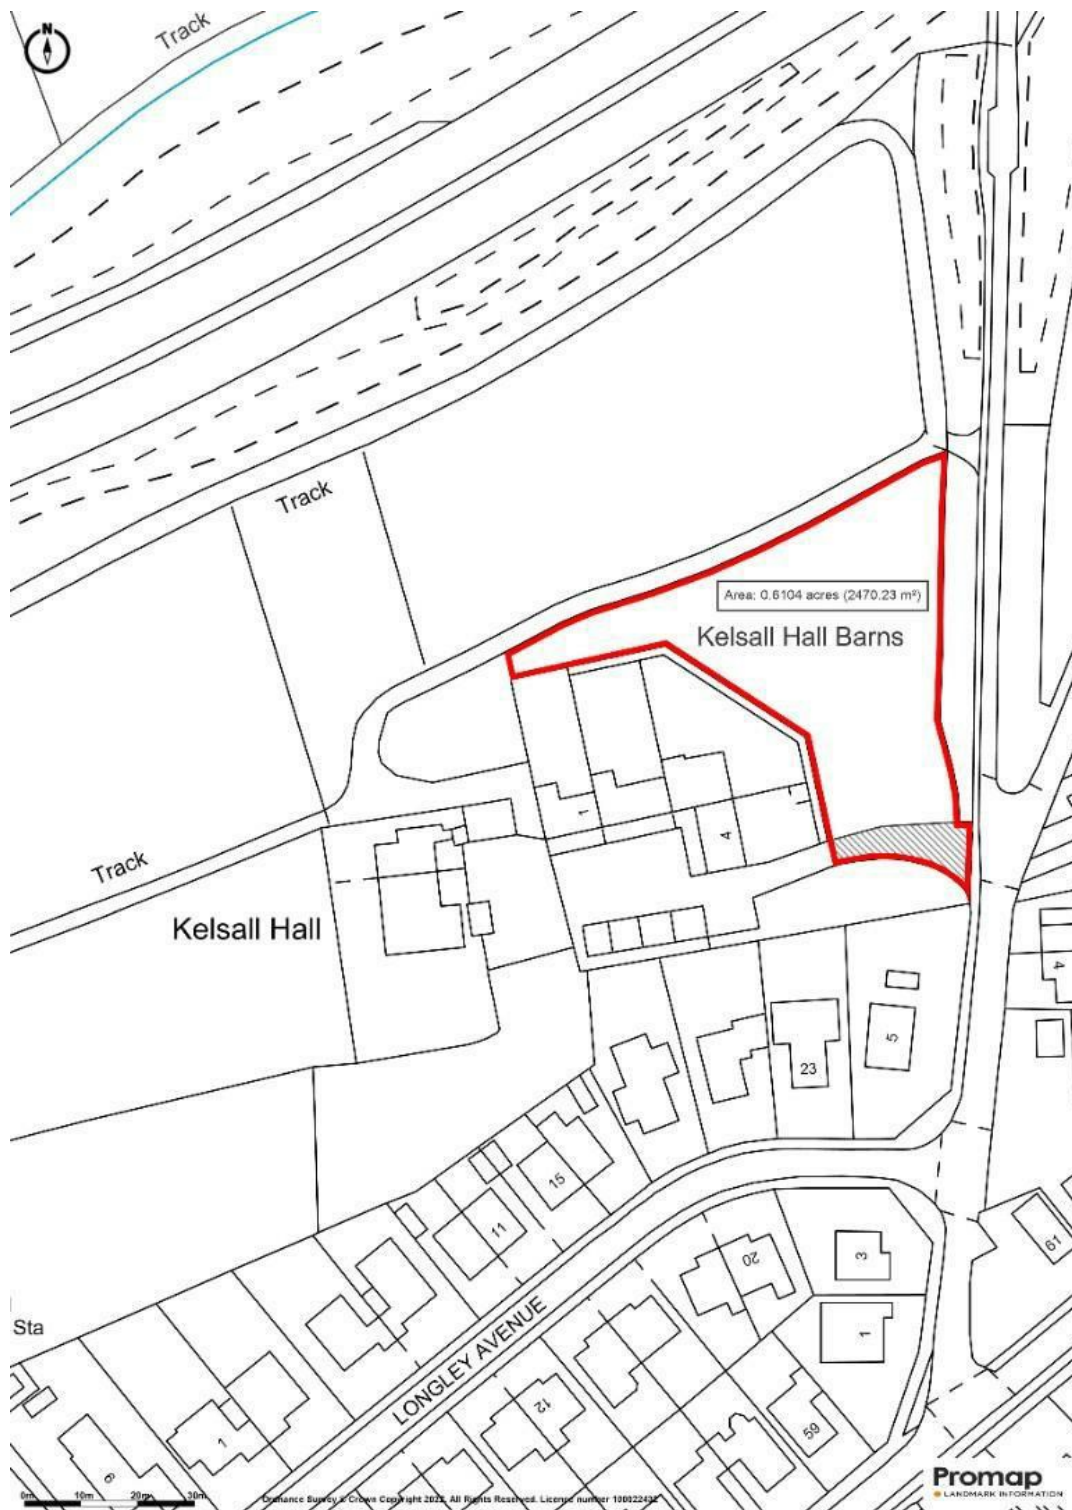 N
Track
Track
Area: 0.6104 acres (2470.23 m²)
Kelsall Hall Barns
1
4
Track
Kelsall Hall
4
5
23
15
11
20
3
61
Sta
1
LONGLEY AVENUE
12
59
1
9
0m 10m 20m 30m
Ordnance Survey © Crown Copyright 2022. All Rights Reserved. Licence number 100022432
Promap
LANDMARK INFORMATION